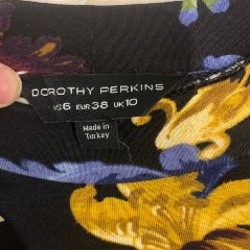 DOROTHY PERKINS
US6 EUR38 UK10
Made in
Turkey